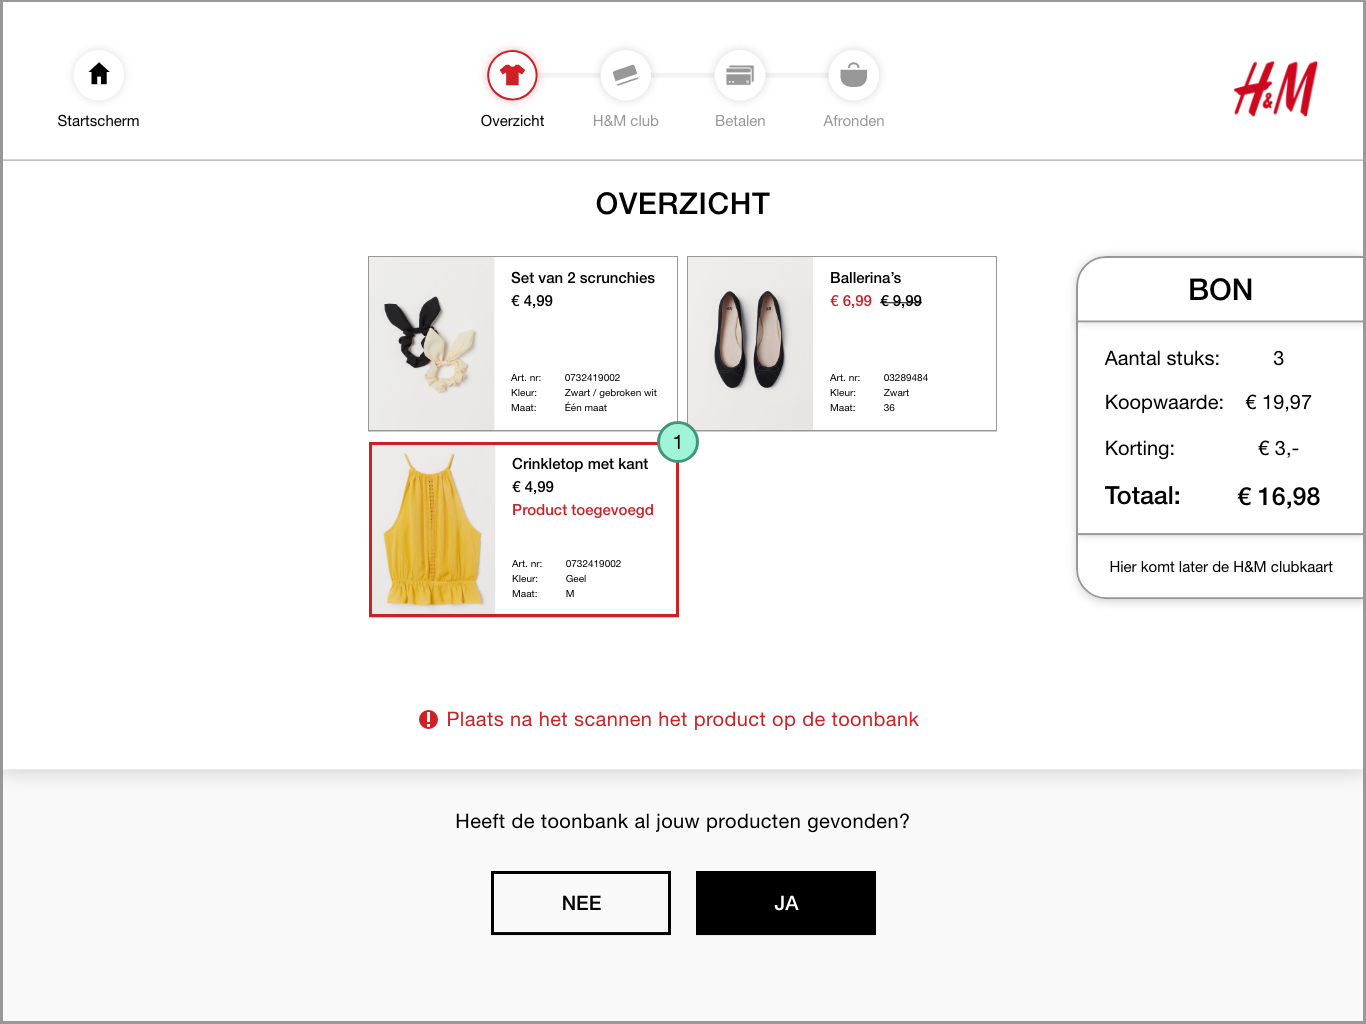 Startscherm
Overzicht
H&M club
Betalen
Afronden
H&M
OVERZICHT
Set van 2 scrunchies
€ 4,99
Art. nr: 0732419002
Kleur: Zwart / gebroken wit
Maat: Één maat
Ballerina's
€ 6,99 € 9,99
Art. nr: 03289484
Kleur: Zwart
Maat: 36
1
Crinkletop met kant
€ 4,99
Product toegevoegd
Art. nr: 0732419002
Kleur: Geel
Maat: M
BON
Aantal stuks: 3
Koopwaarde: € 19,97
Korting: € 3,-
Totaal: € 16,98
Hier komt later de H&M clubkaart
Plaats na het scannen het product op de toonbank
Heeft de toonbank al jouw producten gevonden?
NEE
JA